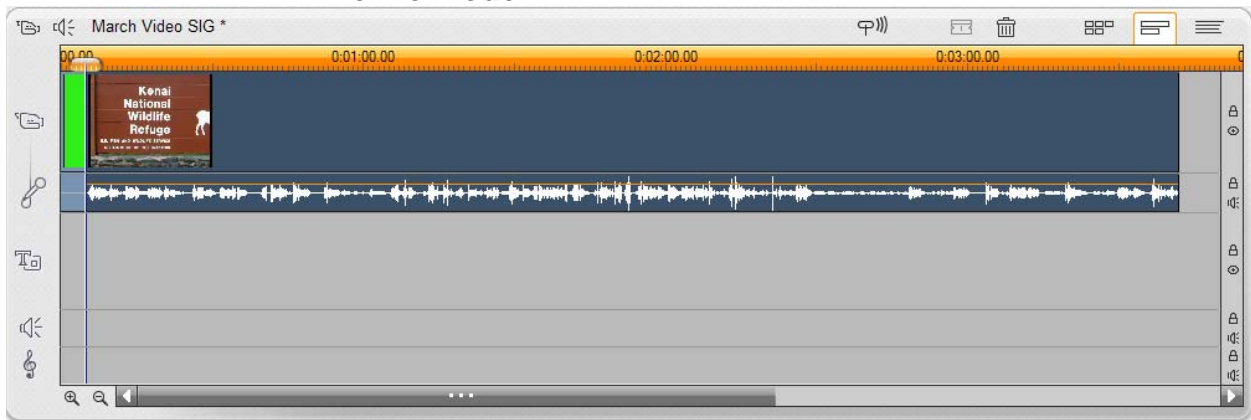 March Video SIG *
00.00
0:01:00.00
0:02:00.00
0:03:00.00
Kenai
National
Wildlife
Refuge